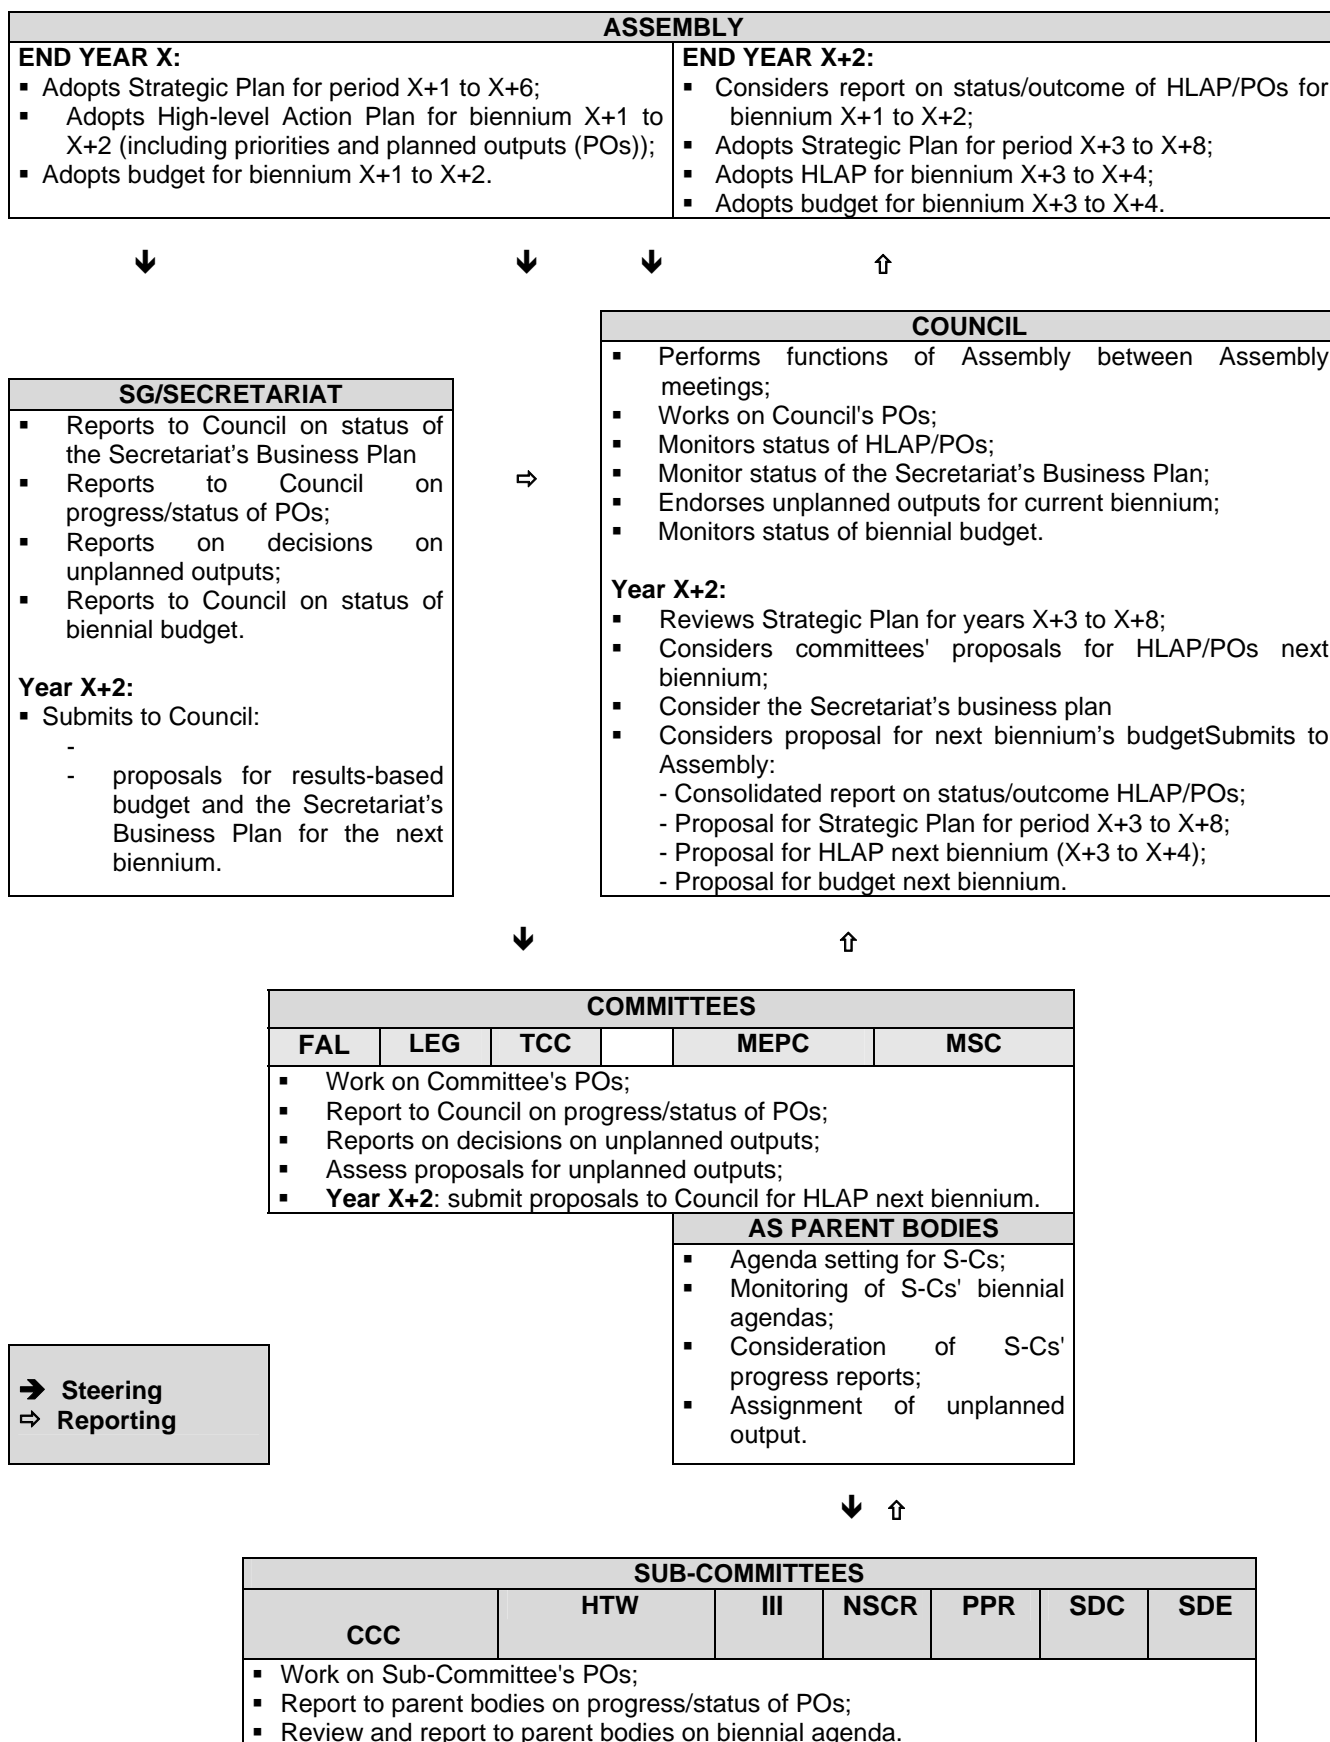 ASSEMBLY
END YEAR X:
▪ Adopts Strategic Plan for period X+1 to X+6;
▪ Adopts High-level Action Plan for biennium X+1 to
X+2 (including priorities and planned outputs (POs));
▪ Adopts budget for biennium X+1 to X+2.
END YEAR X+2:
▪ Considers report on status/outcome of HLAP/POs for
biennium X+1 to X+2;
▪ Adopts Strategic Plan for period X+3 to X+8;
▪ Adopts HLAP for biennium X+3 to X+4;
▪ Adopts budget for biennium X+3 to X+4.
SG/SECRETARIAT
▪ Reports to Council on status of
the Secretariat's Business Plan
▪ Reports to Council on
progress/status of POs;
▪ Reports on decisions on
unplanned outputs;
▪ Reports to Council on status of
biennial budget.
Year X+2:
▪ Submits to Council:
-
- proposals for results-based
budget and the Secretariat's
Business Plan for the next
biennium.
COUNCIL
▪ Performs functions of Assembly between Assembly
meetings;
▪ Works on Council's POs;
▪ Monitors status of HLAP/POs;
▪ Monitor status of the Secretariat's Business Plan;
▪ Endorses unplanned outputs for current biennium;
▪ Monitors status of biennial budget.
Year X+2:
▪ Reviews Strategic Plan for years X+3 to X+8;
▪ Considers committees' proposals for HLAP/POs next
biennium;
▪ Consider the Secretariat's business plan
▪ Considers proposal for next biennium's budgetSubmits to
Assembly:
- Consolidated report on status/outcome HLAP/POs;
- Proposal for Strategic Plan for period X+3 to X+8;
- Proposal for HLAP next biennium (X+3 to X+4);
- Proposal for budget next biennium.
COMMITTEES
FAL LEG TCC MEPC MSC
▪ Work on Committee's POs;
▪ Report to Council on progress/status of POs;
▪ Reports on decisions on unplanned outputs;
▪ Assess proposals for unplanned outputs;
▪ Year X+2: submit proposals to Council for HLAP next biennium.
AS PARENT BODIES
▪ Agenda setting for S-Cs;
▪ Monitoring of S-Cs' biennial
agendas;
▪ Consideration of S-Cs'
progress reports;
▪ Assignment of unplanned
output.
➔ Steering
⇨ Reporting
SUB-COMMITTEES
CCC HTW III NSCR PPR SDC SDE
▪ Work on Sub-Committee's POs;
▪ Report to parent bodies on progress/status of POs;
▪ Review and report to parent bodies on biennial agenda.